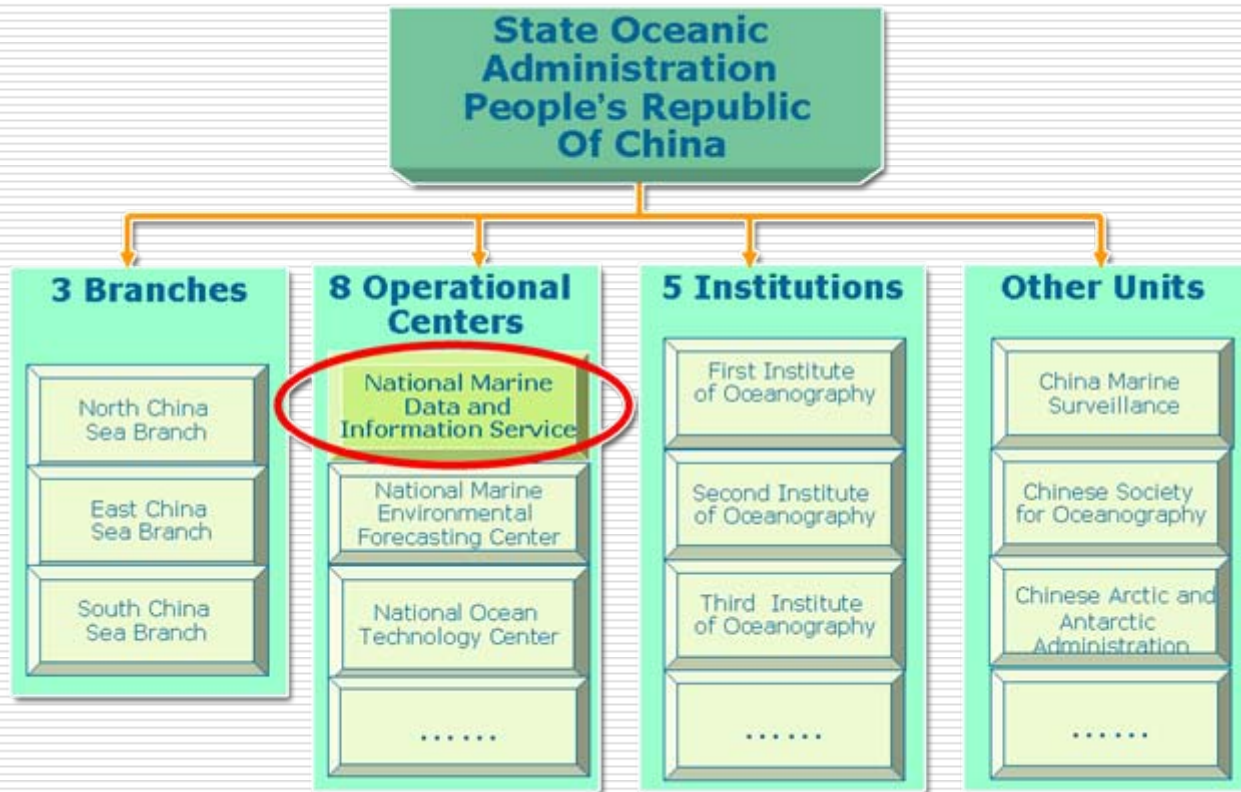 State Oceanic
Administration
People's Republic
Of China
3 Branches
North China
Sea Branch
East China
Sea Branch
South China
Sea Branch
8 Operational
Centers
National Marine
Data and
Information Service
National Marine
Environmental
Forecasting Center
National Ocean
Technology Center
......
5 Institutions
First Institute
of Oceanography
Second Institute
of Oceanography
Third Institute
of Oceanography
......
Other Units
China Marine
Surveillance
Chinese Society
for Oceanography
Chinese Arctic and
Antarctic
Administration
......